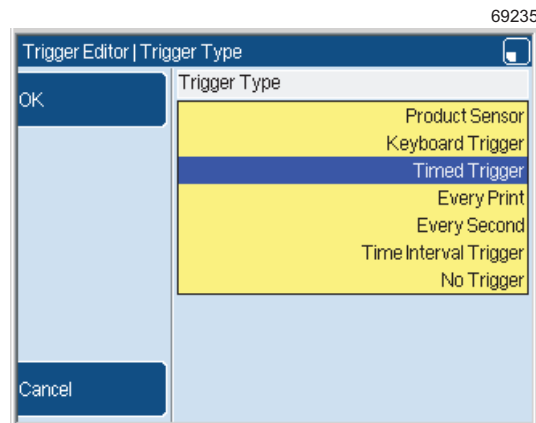 69235
Trigger Editor | Trigger Type
OK
Trigger Type
Product Sensor
Keyboard Trigger
Timed Trigger
Every Print
Every Second
Time Interval Trigger
No Trigger
Cancel